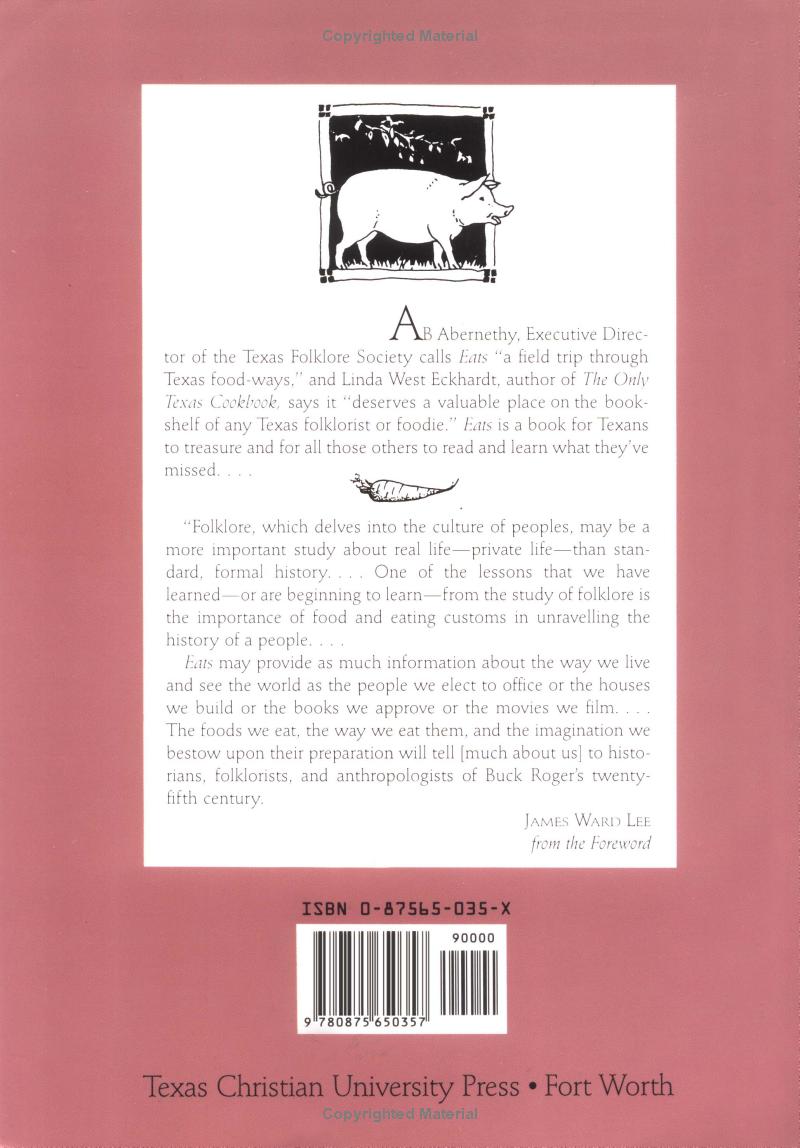 Copyrighted Material
AB Abernethy, Executive Direc-
tor of the Texas Folklore Society calls Eats “a field trip through
Texas food-ways,” and Linda West Eckhardt, author of The Only
Texas Cookbook, says it “deserves a valuable place on the book-
shelf of any Texas folklorist or foodie.” Eats is a book for Texans
to treasure and for all those others to read and learn what they’ve
missed. . . .
“Folklore, which delves into the culture of peoples, may be a
more important study about real life—private life—than stan-
dard, formal history. . . . One of the lessons that we have
learned—or are beginning to learn—from the study of folklore is
the importance of food and eating customs in unravelling the
history of a people. . . .
Eats may provide as much information about the way we live
and see the world as the people we elect to office or the houses
we build or the books we approve or the movies we film. . . .
The foods we eat, the way we eat them, and the imagination we
bestow upon their preparation will tell [much about us] to histo-
rians, folklorists, and anthropologists of Buck Roger’s twenty-
fifth century.
JAMES WARD LEE
from the Foreword
ISBN 0-87565-035-X
90000
9 780875 650357
Texas Christian University Press • Fort Worth
Copyrighted Material